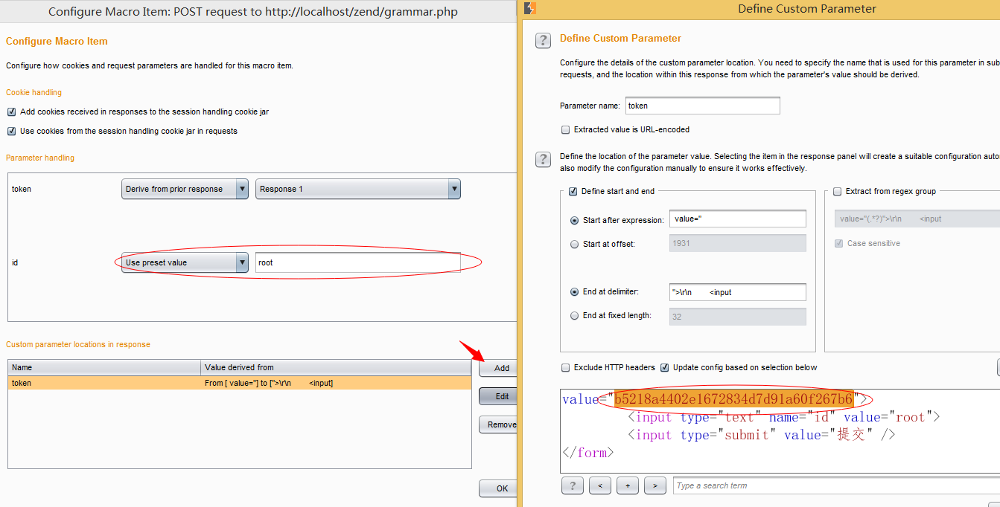 Configure Macro Item: POST request to http://localhost/zend/grammar.php
Configure Macro Item
Configure how cookies and request parameters are handled for this macro item.
Cookie handling
Add cookies received in responses to the session handling cookie jar
Use cookies from the session handling cookie jar in requests
Parameter handling
token
Derive from prior response
Response 1
id
Use preset value
root
Custom parameter locations in response
Name
Value derived from
token
From [ value="] to [">\r\n        <input]
Add
Edit
Remove
OK
Define Custom Parameter
?
Define Custom Parameter
Configure the details of the custom parameter location. You need to specify the name that is used for this parameter in sub
requests, and the location within this response from which the parameter's value should be derived.
Parameter name:
token
Extracted value is URL-encoded
?
Define the location of the parameter value. Selecting the item in the response panel will create a suitable configuration auto
also modify the configuration manually to ensure it works effectively.
Define start and end
Start after expression:
value="
Start at offset:
1931
End at delimiter:
">\r\n        <input
End at fixed length:
32
Extract from regex group
value="(.*?)">\r\n        <input
Case sensitive
Exclude HTTP headers
Update config based on selection below
value="b5218a4402e1672834d7d91a60f267b6">
<input type="text" name="id" value="root">
<input type="submit" value="提交" />
</form>
?
<
+
>
Type a search term